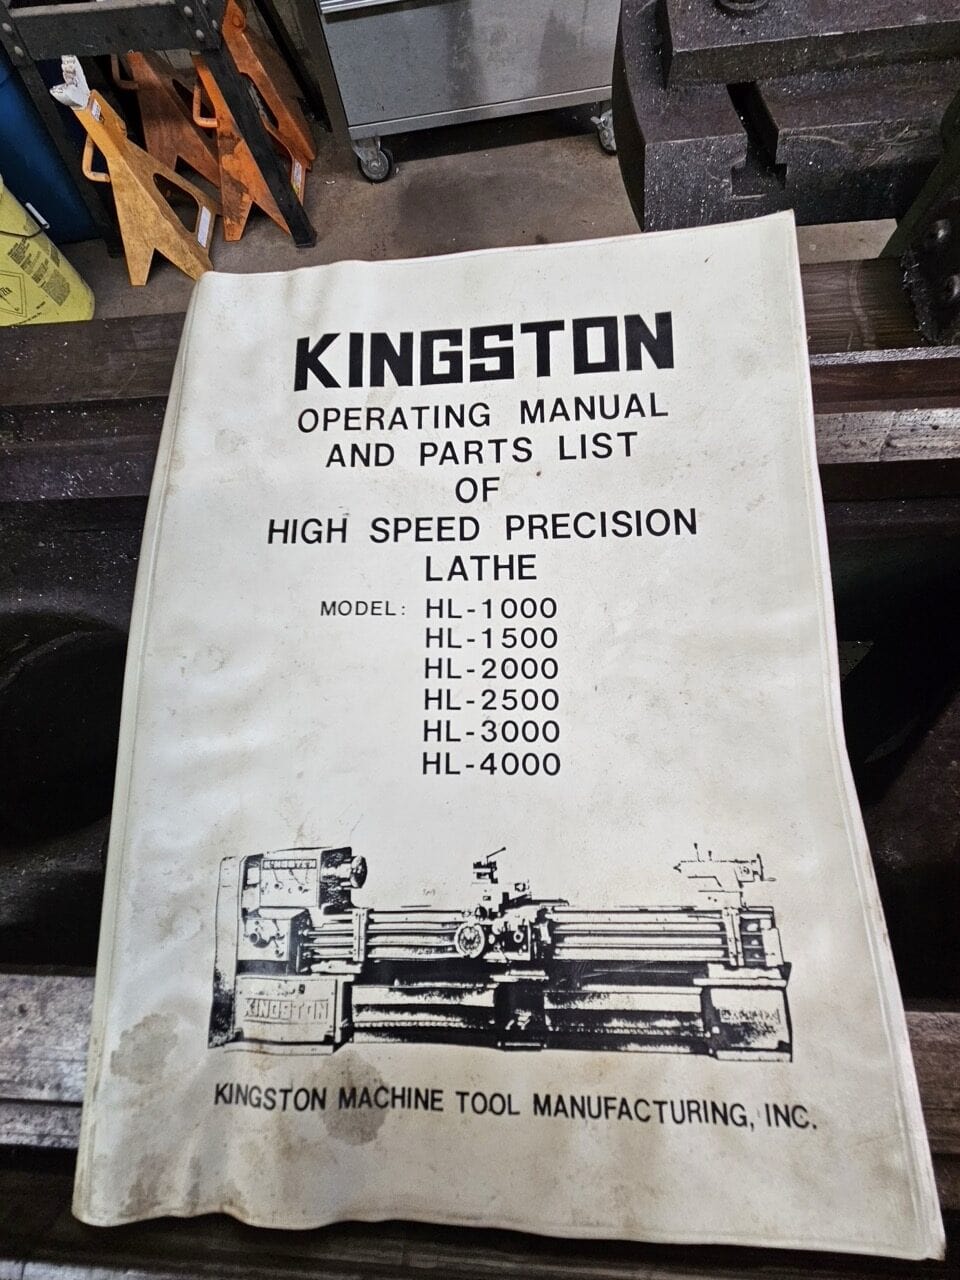 KINGSTON
OPERATING MANUAL
AND PARTS LIST
OF
HIGH SPEED PRECISION
LATHE
MODEL: HL-1000
HL-1500
HL-2000
HL-2500
HL-3000
HL-4000
KINGSTON
KINGSTON
KINGSTON MACHINE TOOL MANUFACTURING, INC.